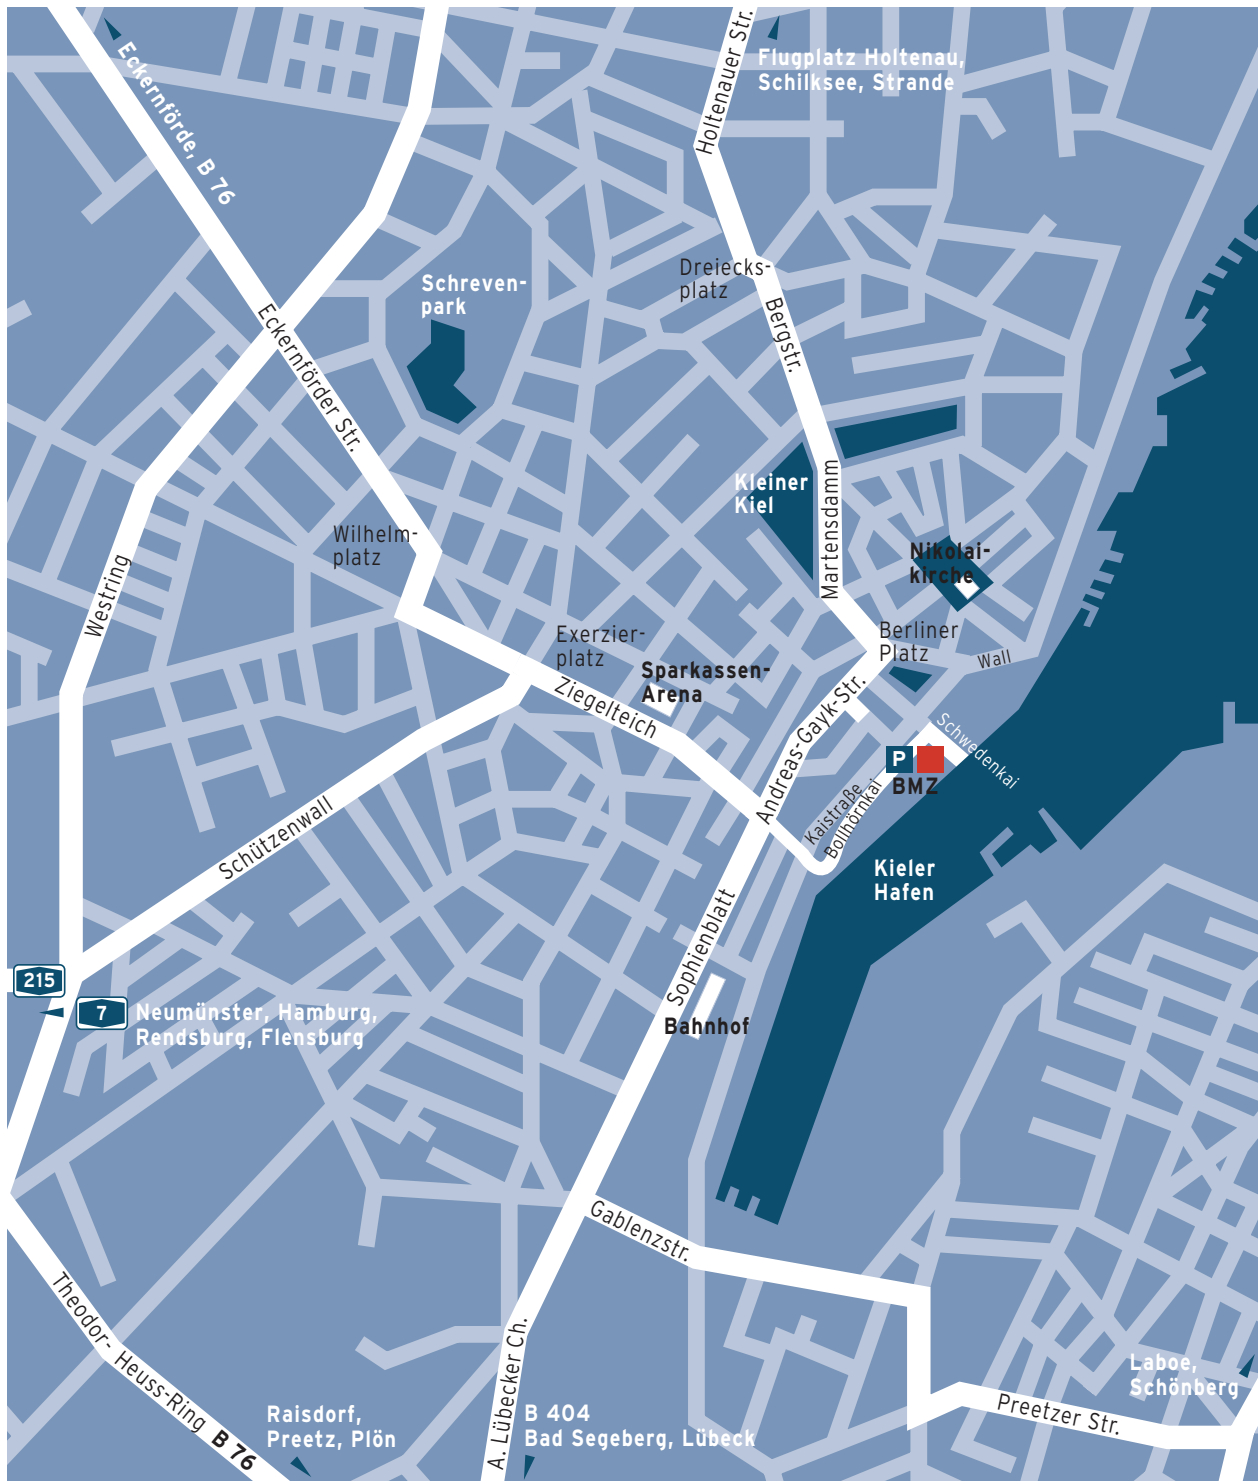 Holtenauer Str.
Flugplatz Holtenau,
Schilksee, Strande
Eckernförde, B 76
Dreiecks-
platz
Schreven-
park
Bergstr.
Eckernförder Str.
Kleiner
Kiel
Martensdamm
Wilhelm-
platz
Nikolai-
kirche
Westring
Exerzier-
platz
Berliner
Platz
Wall
Sparkassen-
Arena
Ziegelteich
Andreas-Gayk-Str.
Schwedenkai
P
BMZ
Kaistraße
Bollhörnkai
Schützenwall
Kieler
Hafen
Sophienblatt
215
7
Neumünster, Hamburg,
Rendsburg, Flensburg
Bahnhof
Gablenzstr.
Theodor- Heuss-Ring B 76
A. Lübecker Ch.
Laboe,
Schönberg
Preetzer Str.
Raisdorf,
Preetz, Plön
B 404
Bad Segeberg, Lübeck